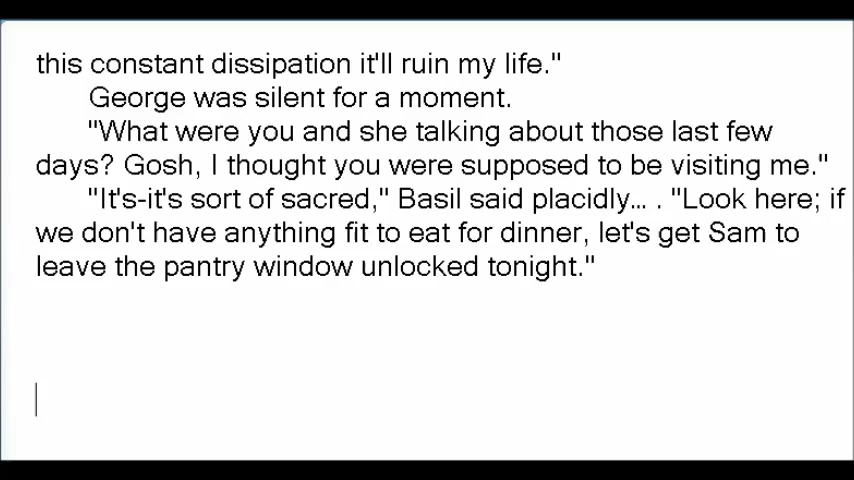 this constant dissipation it'll ruin my life."
George was silent for a moment.
"What were you and she talking about those last few
days? Gosh, I thought you were supposed to be visiting me."
"It's-it's sort of sacred," Basil said placidly... . "Look here; if
we don't have anything fit to eat for dinner, let's get Sam to
leave the pantry window unlocked tonight."